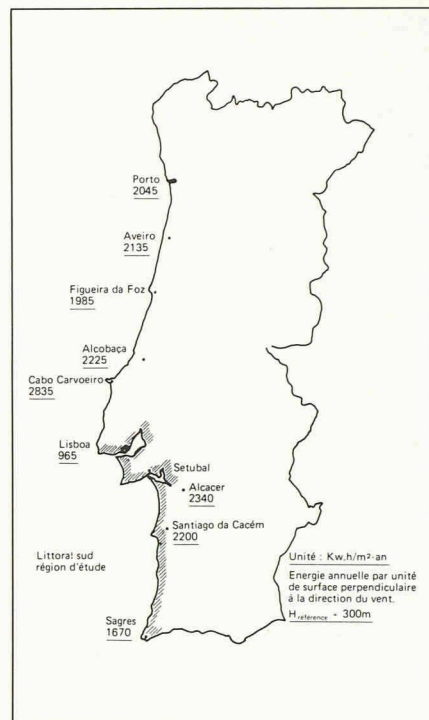 Porto
2045
Aveiro
2135
Figueira da Foz
1985
Alcobaça
2225
Cabo Carvoeiro
2835
Lisboa
965
Setubal
Alcacer
2340
Santiago da Cacém
2200
Littoral sud
région d'étude
Unité : Kw.h/m²·an
Energie annuelle par unité
de surface perpendiculaire
à la direction du vent.
H référence - 300m
Sagres
1670